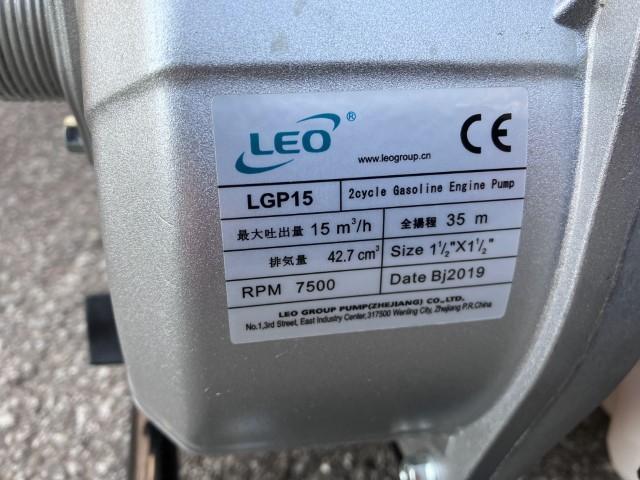 LEO ®
www.leogroup.cn
CE
LGP15 2cycle Gasoline Engine Pump
最大吐出量 15 m³/h 全揚程 35 m
排気量 42.7 cm³ Size 1½"X1½"
RPM 7500 Date Bj2019
LEO GROUP PUMP(ZHEJIANG) CO.,LTD.
No.1,3rd Street, East Industry Center,317500 Wenling City, Zhejiang P.R.China